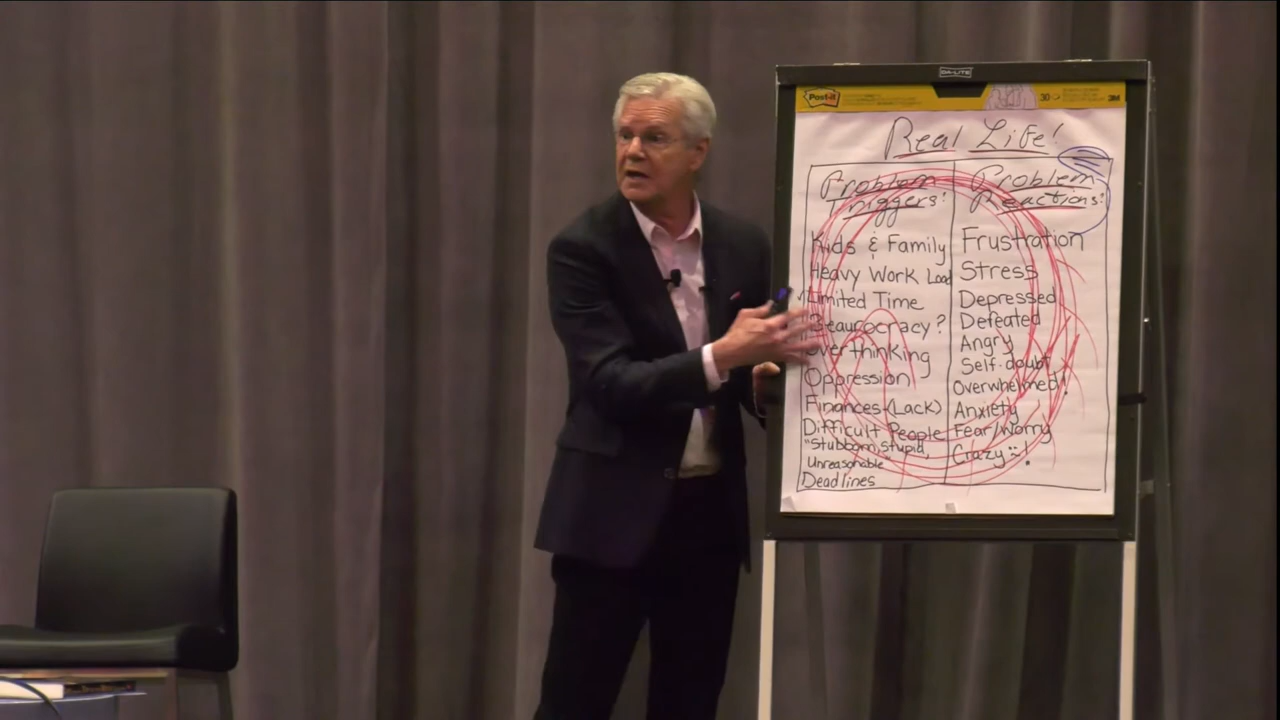 DA-LITE
Post-it
30
3M
Real Life!
Problem
Triggers:
Kids & Family
Heavy Work Load
Limited Time
Beaurocracy?
Overthinking
Oppression
Finances (Lack)
Difficult People
"Stubborn, stupid,
Unreasonable"
Deadlines
Problem
Reactions:
Frustration
Stress
Depressed
Defeated
Angry
Self-doubt
Overwhelmed!
Anxiety
Fear/Worry
Crazy!